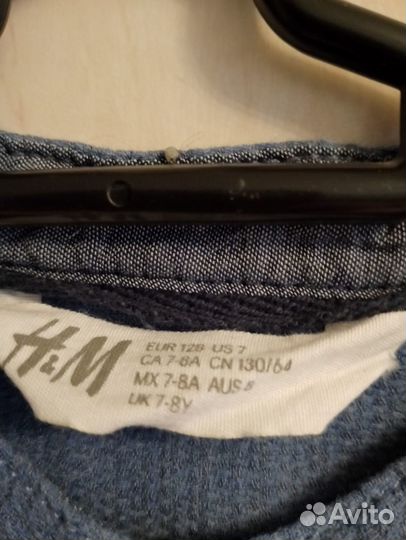 H&M
EUR 128 US 7
CA 7-8A CN 130/64
MX 7-8A AUS 8
UK 7-8Y
Avito